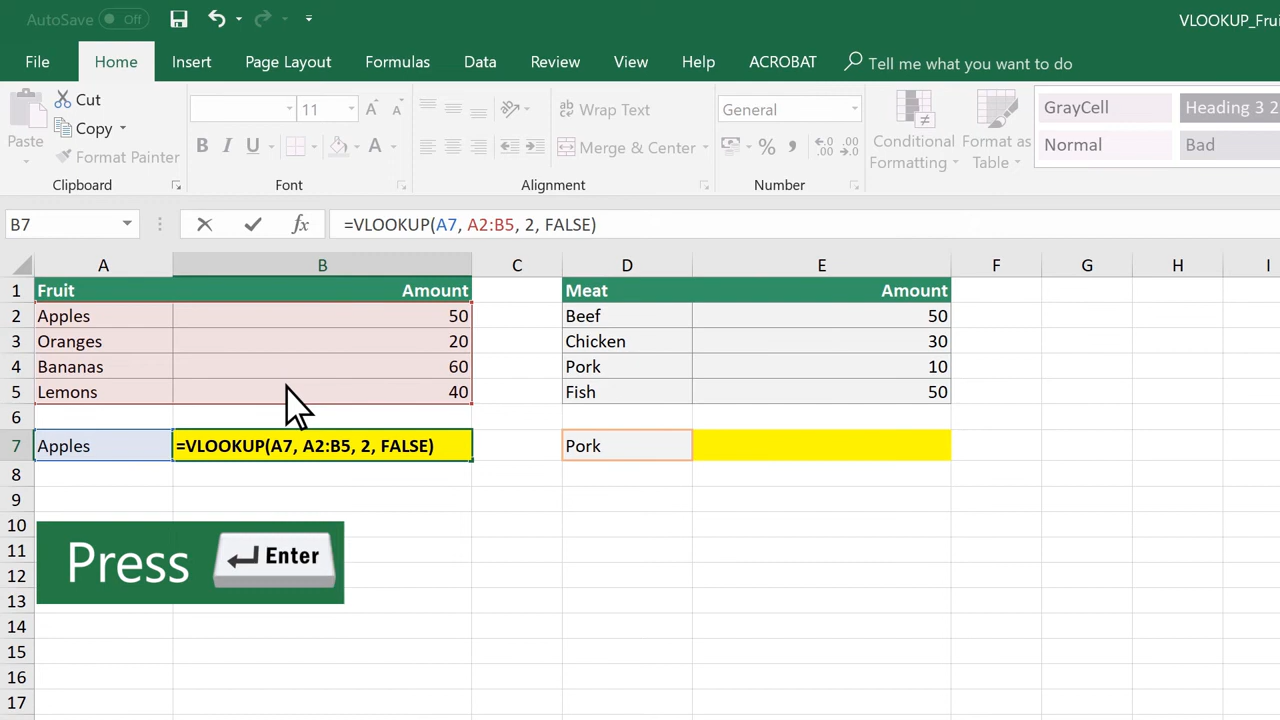 AutoSave Off VLOOKUP_Frui
File Home Insert Page Layout Formulas Data Review View Help ACROBAT Tell me what you want to do
Paste
Cut
Copy
Format Painter
Clipboard
11 A A
B I U A
Font
Wrap Text
Merge & Center
Alignment
General
% , .00 .00
Number
Conditional Formatting
Format as Table
GrayCell Heading 3 2
Normal Bad
B7 fx =VLOOKUP(A7, A2:B5, 2, FALSE)
A B C D E F G H I
1 Fruit Amount Meat Amount
2 Apples 50 Beef 50
3 Oranges 20 Chicken 30
4 Bananas 60 Pork 10
5 Lemons 40 Fish 50
6
7 Apples =VLOOKUP(A7, A2:B5, 2, FALSE) Pork
8
9
10
11
12
13
14
15
16
17
Press Enter